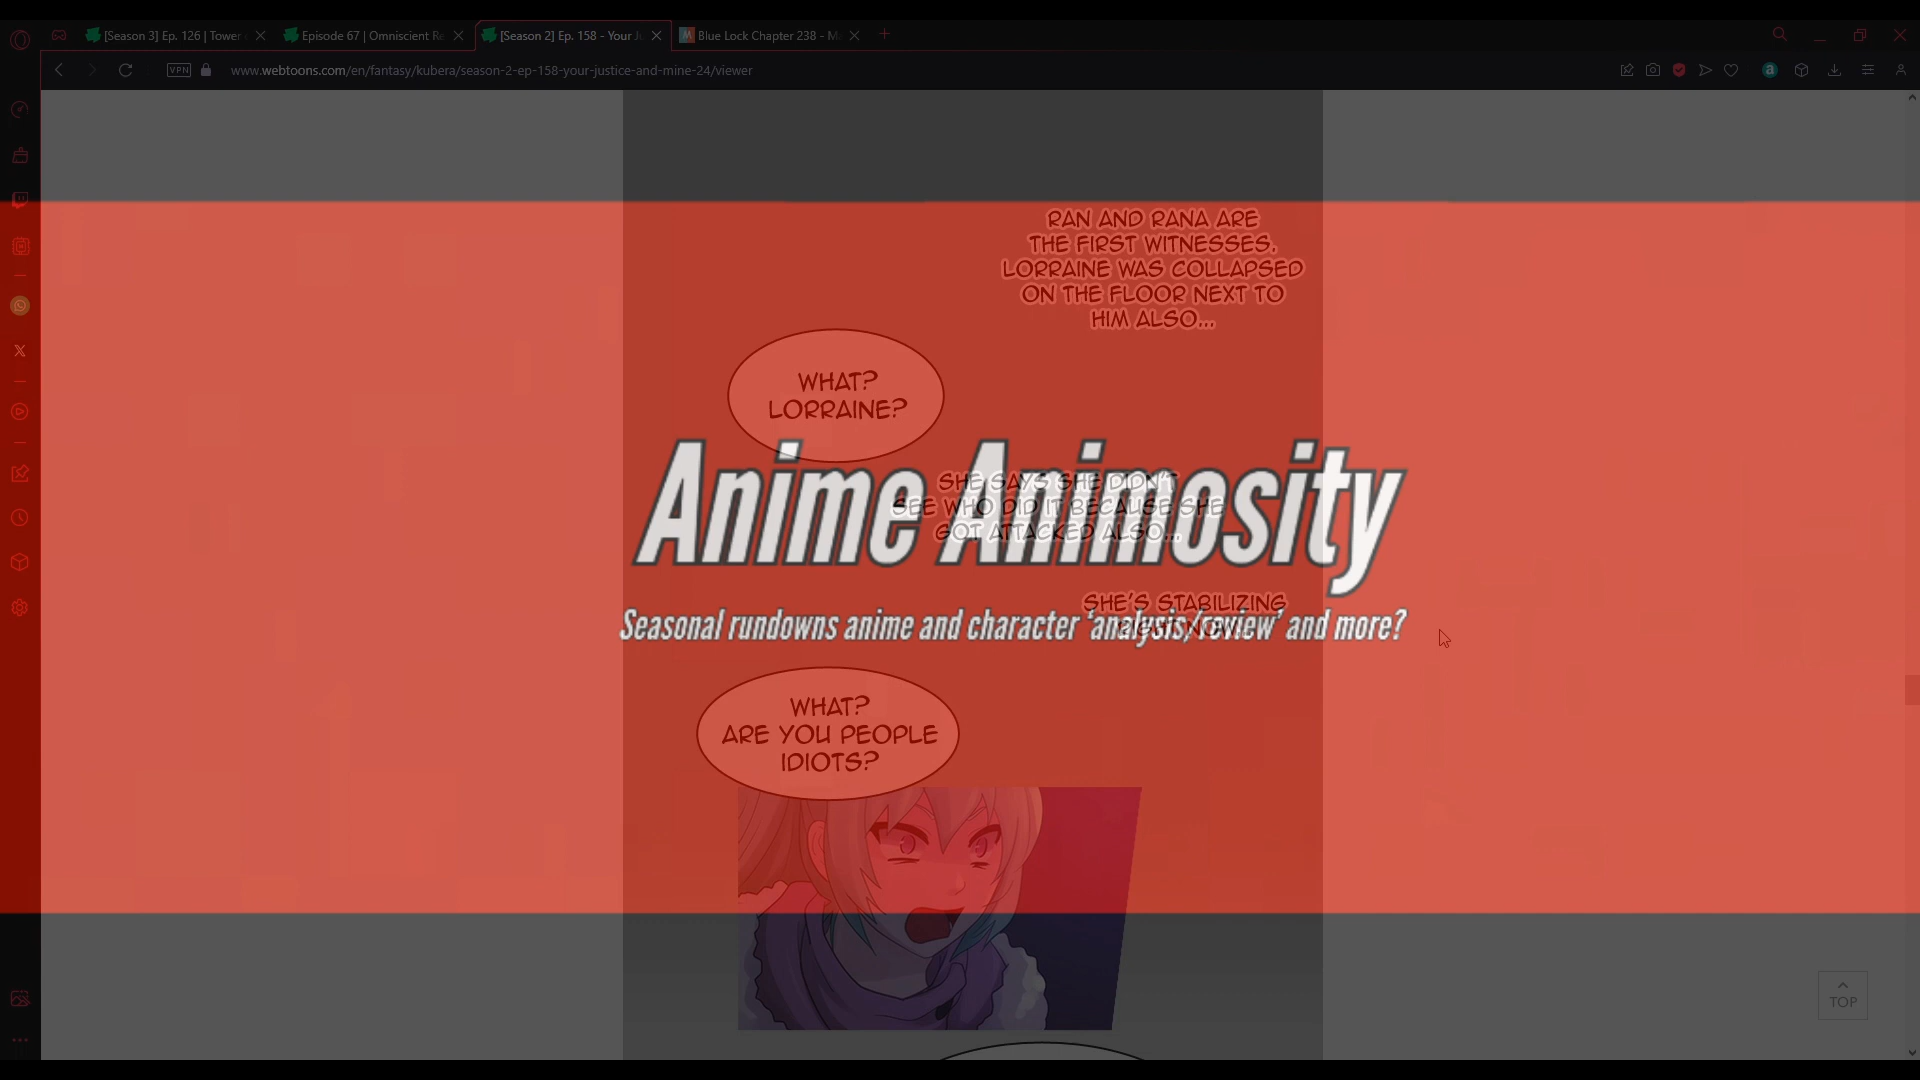 [Season 3] Ep. 126 | Tower
Episode 67 | Omniscient Re
[Season 2] Ep. 158 - Your Ju
Blue Lock Chapter 238 - M
VPN
www.webtoons.com/en/fantasy/kubera/season-2-ep-158-your-justice-and-mine-24/viewer
RAN AND RANA ARE
THE FIRST WITNESSES.
LORRAINE WAS COLLAPSED
ON THE FLOOR NEXT TO
HIM ALSO...
WHAT?
LORRAINE?
Anime Animosity
SHE SAYS SHE DIDN'T
SEE WHO DID IT BECAUSE SHE
GOT ATTACKED ALSO...
SHE'S STABILIZING
RIGHT NOW...
Seasonal rundowns anime and character 'analysis/review' and more?
WHAT?
ARE YOU PEOPLE
IDIOTS?
TOP